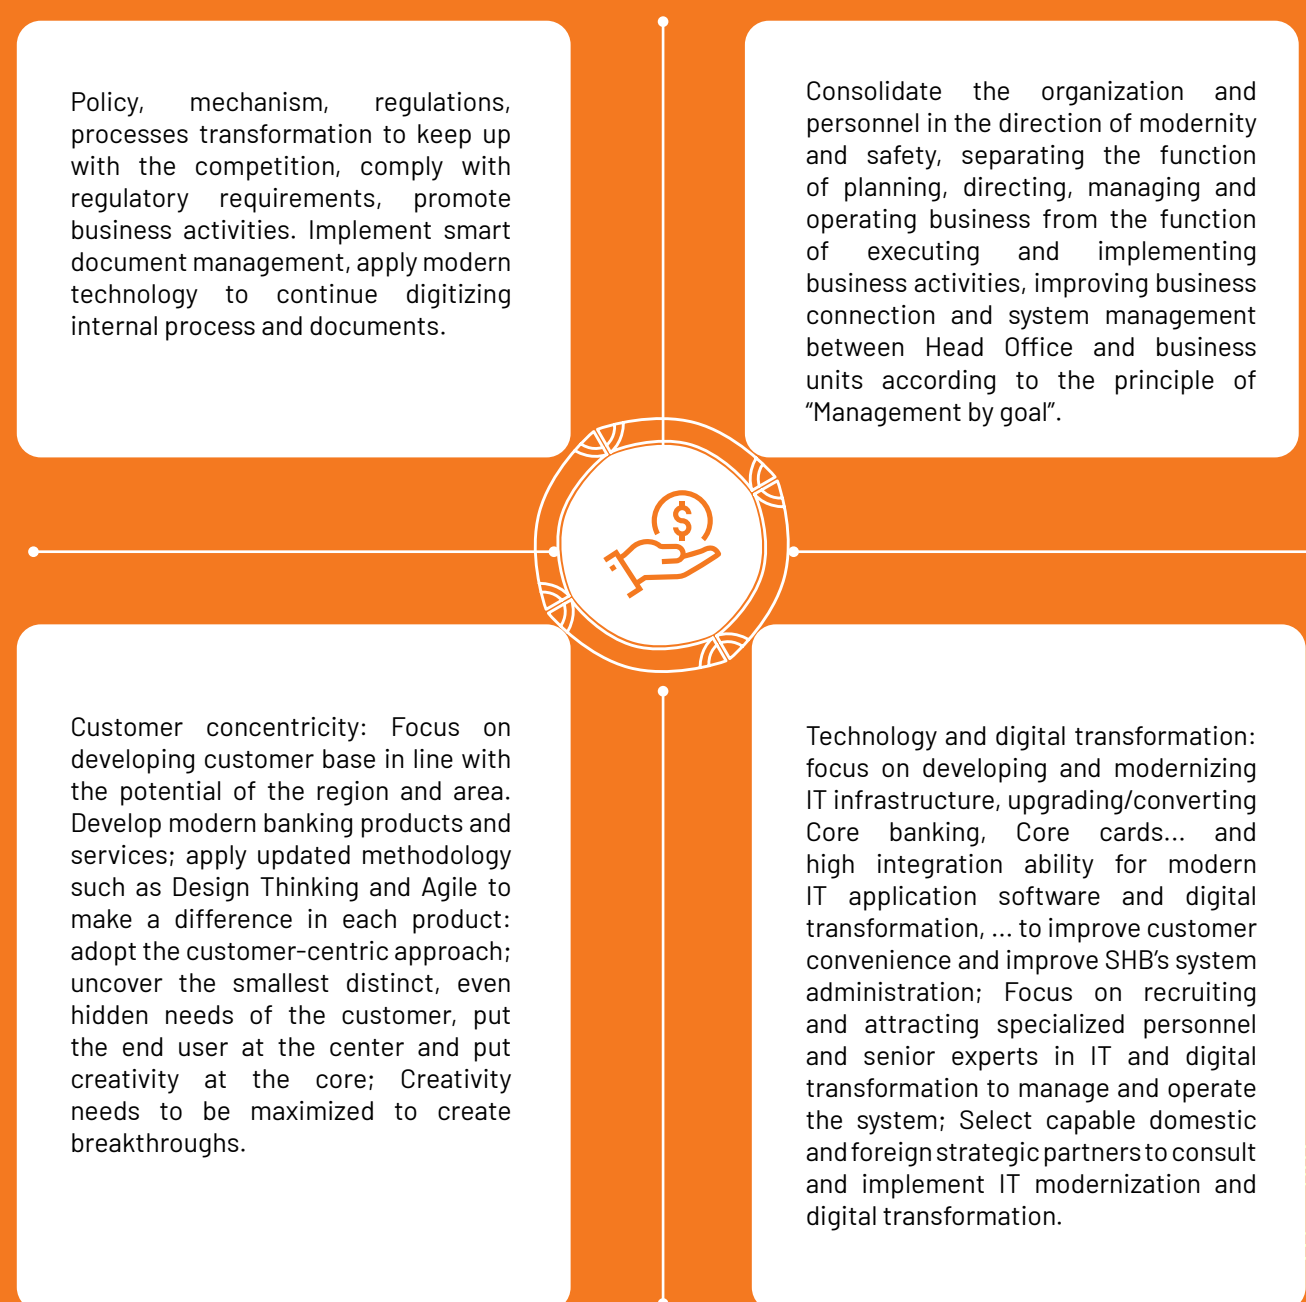 Policy, mechanism, regulations,
processes transformation to keep up
with the competition, comply with
regulatory requirements, promote
business activities. Implement smart
document management, apply modern
technology to continue digitizing
internal process and documents.
Consolidate the organization and
personnel in the direction of modernity
and safety, separating the function
of planning, directing, managing and
operating business from the function
of executing and implementing
business activities, improving business
connection and system management
between Head Office and business
units according to the principle of
“Management by goal”.
$
Customer concentricity: Focus on
developing customer base in line with
the potential of the region and area.
Develop modern banking products and
services; apply updated methodology
such as Design Thinking and Agile to
make a difference in each product:
adopt the customer-centric approach;
uncover the smallest distinct, even
hidden needs of the customer, put
the end user at the center and put
creativity at the core; Creativity
needs to be maximized to create
breakthroughs.
Technology and digital transformation:
focus on developing and modernizing
IT infrastructure, upgrading/converting
Core banking, Core cards... and
high integration ability for modern
IT application software and digital
transformation, ... to improve customer
convenience and improve SHB’s system
administration; Focus on recruiting
and attracting specialized personnel
and senior experts in IT and digital
transformation to manage and operate
the system; Select capable domestic
and foreign strategic partners to consult
and implement IT modernization and
digital transformation.